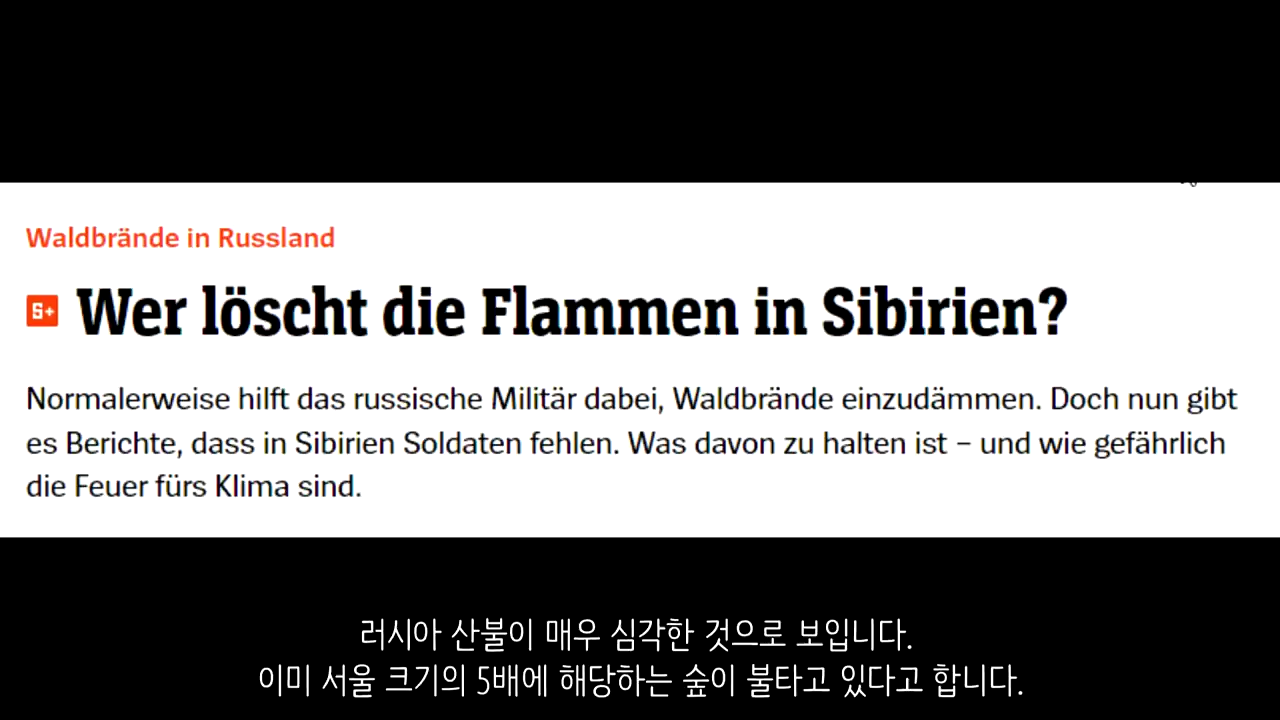 Waldbrände in Russland
S+ Wer löscht die Flammen in Sibirien?
Normalerweise hilft das russische Militär dabei, Waldbrände einzudämmen. Doch nun gibt
es Berichte, dass in Sibirien Soldaten fehlen. Was davon zu halten ist – und wie gefährlich
die Feuer fürs Klima sind.
러시아 산불이 매우 심각한 것으로 보입니다.
이미 서울 크기의 5배에 해당하는 숲이 불타고 있다고 합니다.